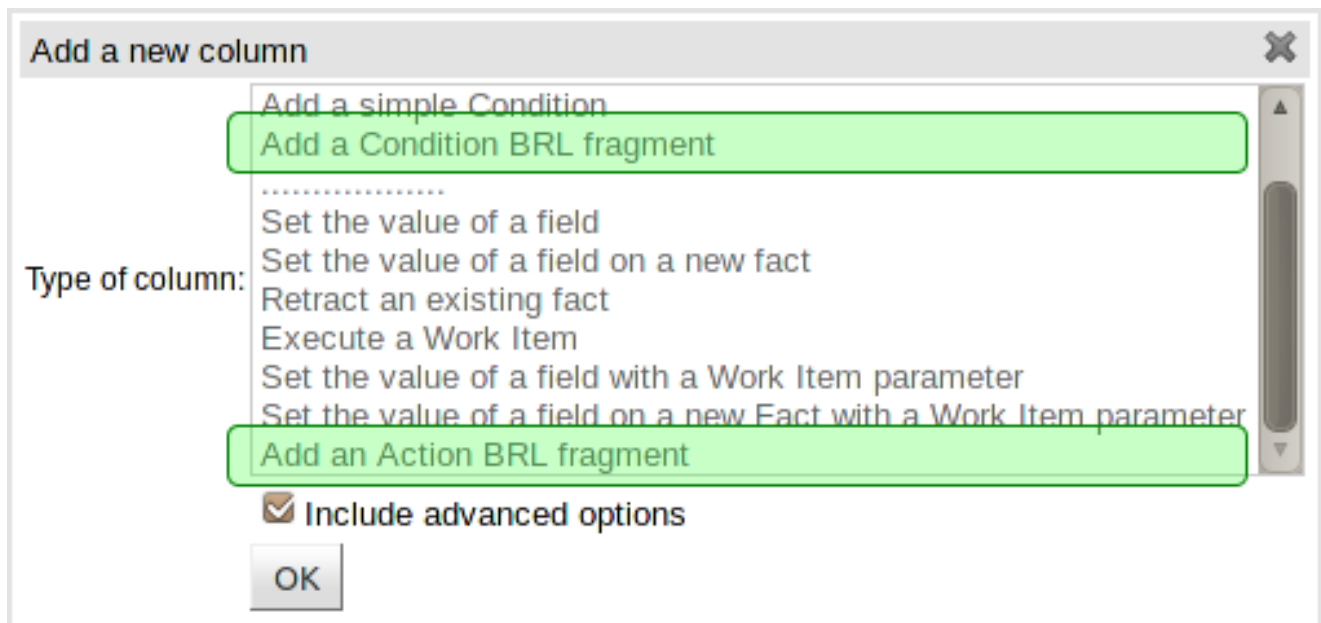 Add a new column
Add a simple Condition
Add a Condition BRL fragment
..................
Set the value of a field
Set the value of a field on a new fact
Type of column:
Retract an existing fact
Execute a Work Item
Set the value of a field with a Work Item parameter
Set the value of a field on a new Fact with a Work Item parameter
Add an Action BRL fragment
Include advanced options
OK